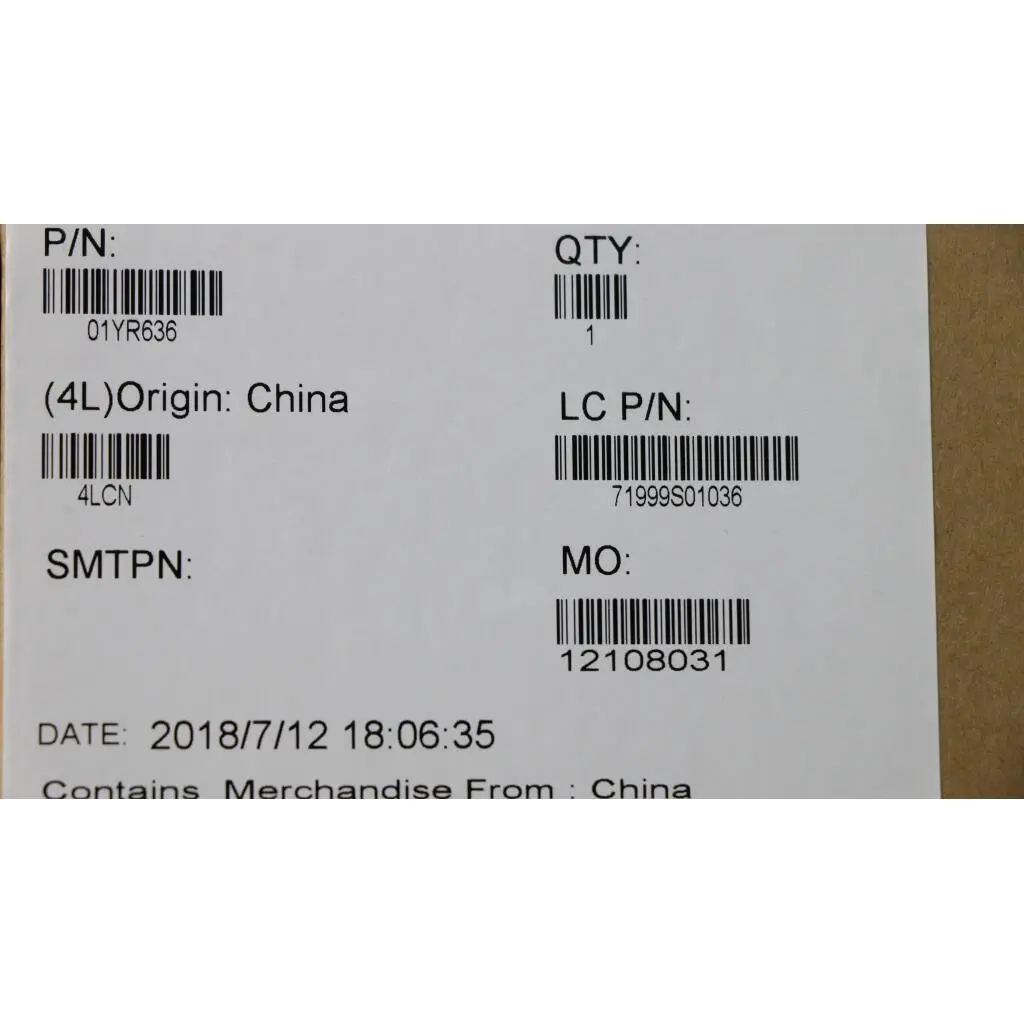 P/N:
QTY:
01YR636
1
(4L)Origin: China
LC P/N:
4LCN
71999S01036
SMTPN:
MO:
12108031
DATE: 2018/7/12 18:06:35
Contains Merchandise From : China